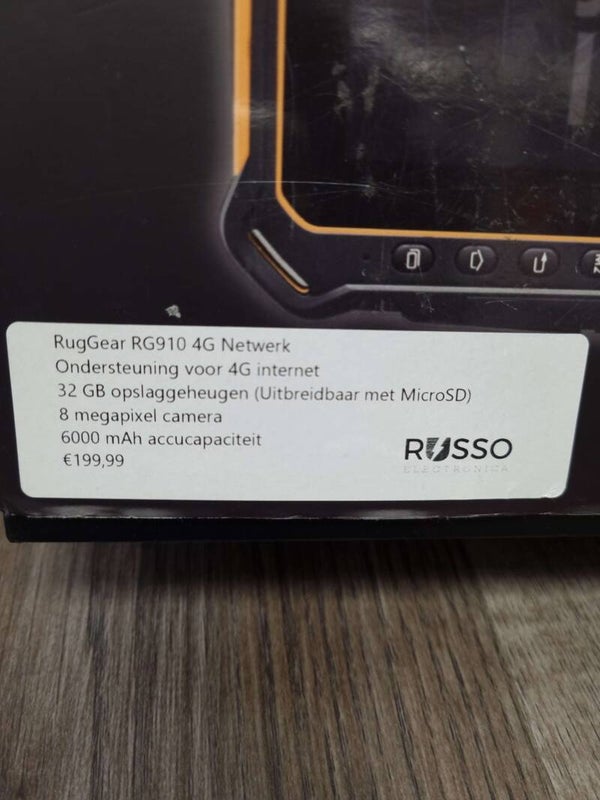 RugGear RG910 4G Netwerk
Ondersteuning voor 4G internet
32 GB opslaggeheugen (Uitbreidbaar met MicroSD)
8 megapixel camera
6000 mAh accucapaciteit
€199,99
RUSSO
ELECTRONICA